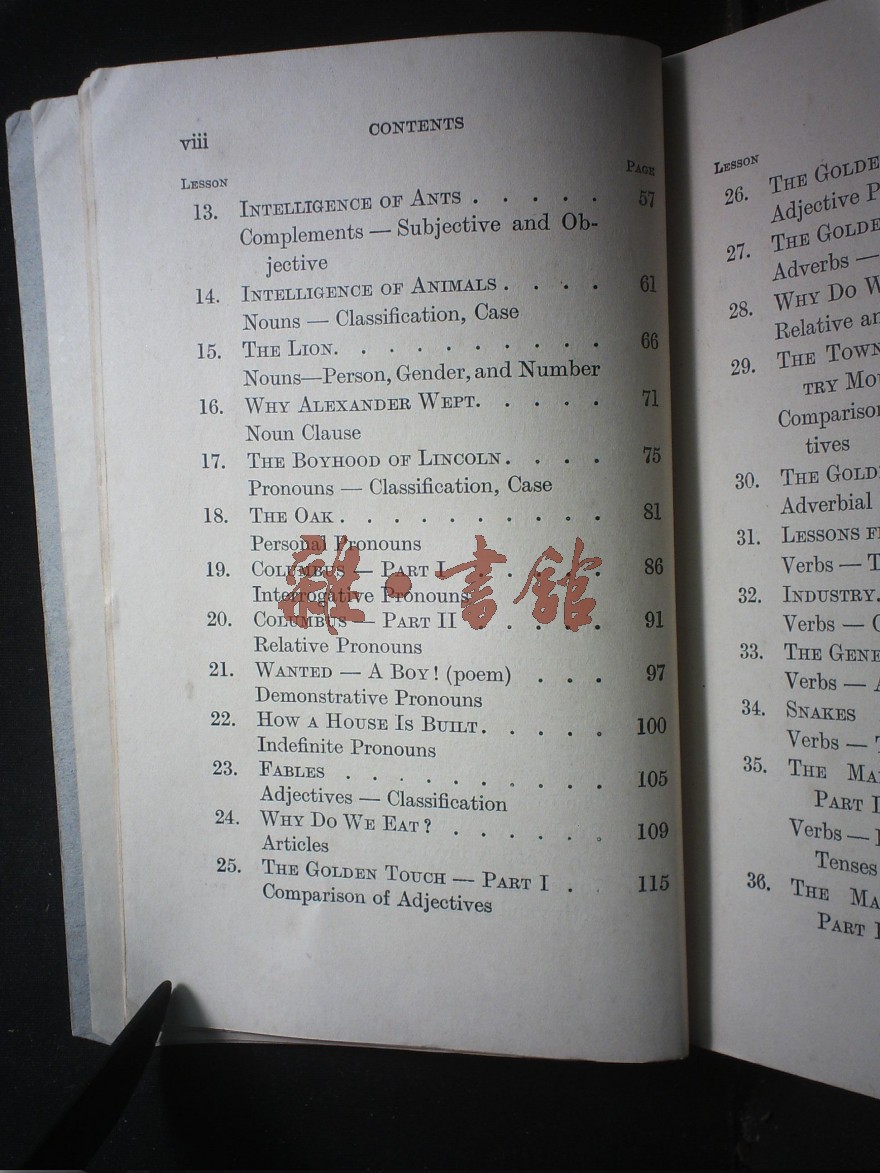 viii CONTENTS
LESSON PAGE
13. INTELLIGENCE OF ANTS . . . . . 57
Complements — Subjective and Ob-
jective
14. INTELLIGENCE OF ANIMALS . . . . 61
Nouns — Classification, Case
15. THE LION. . . . . . . . . . 66
Nouns—Person, Gender, and Number
16. WHY ALEXANDER WEPT. . . . . 71
Noun Clause
17. THE BOYHOOD OF LINCOLN. . . . 75
Pronouns — Classification, Case
18. THE OAK . . . . . . . . . . 81
Personal Pronouns
19. COLUMBUS — PART I . . . . . 86
Interrogative Pronouns
20. COLUMBUS — PART II . . . . . 91
Relative Pronouns
21. WANTED — A BOY! (poem) . . . 97
Demonstrative Pronouns
22. HOW A HOUSE IS BUILT. . . . . . 100
Indefinite Pronouns
23. FABLES . . . . . . . . . . 105
Adjectives — Classification
24. WHY DO WE EAT? . . . . . . 109
Articles
25. THE GOLDEN TOUCH — PART I . . 115
Comparison of Adjectives
雜·書館
LESSON
26. THE GOLDE
Adjective P
27. THE GOLDE
Adverbs —
28. WHY DO W
Relative an
29. THE TOWN
TRY MO
Comparison
tives
30. THE GOLD
Adverbial
31. LESSONS F
Verbs — T
32. INDUSTRY.
Verbs —
33. THE GENE
Verbs —
34. SNAKES
Verbs —
35. THE MA
PART I
Verbs —
Tenses
36. THE MA
PART